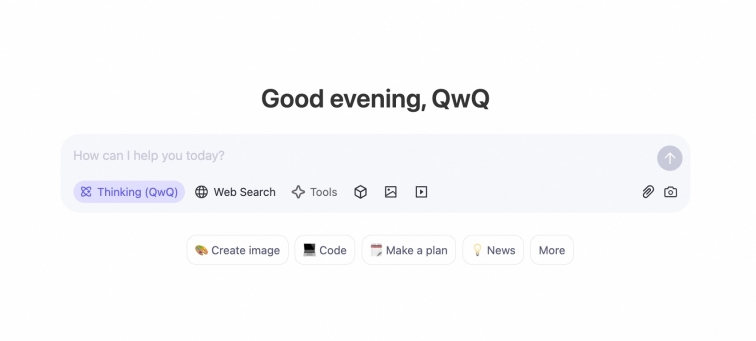 Good evening, QwQ
How can I help you today?
Thinking (QwQ) Web Search Tools
Create image Code Make a plan News More